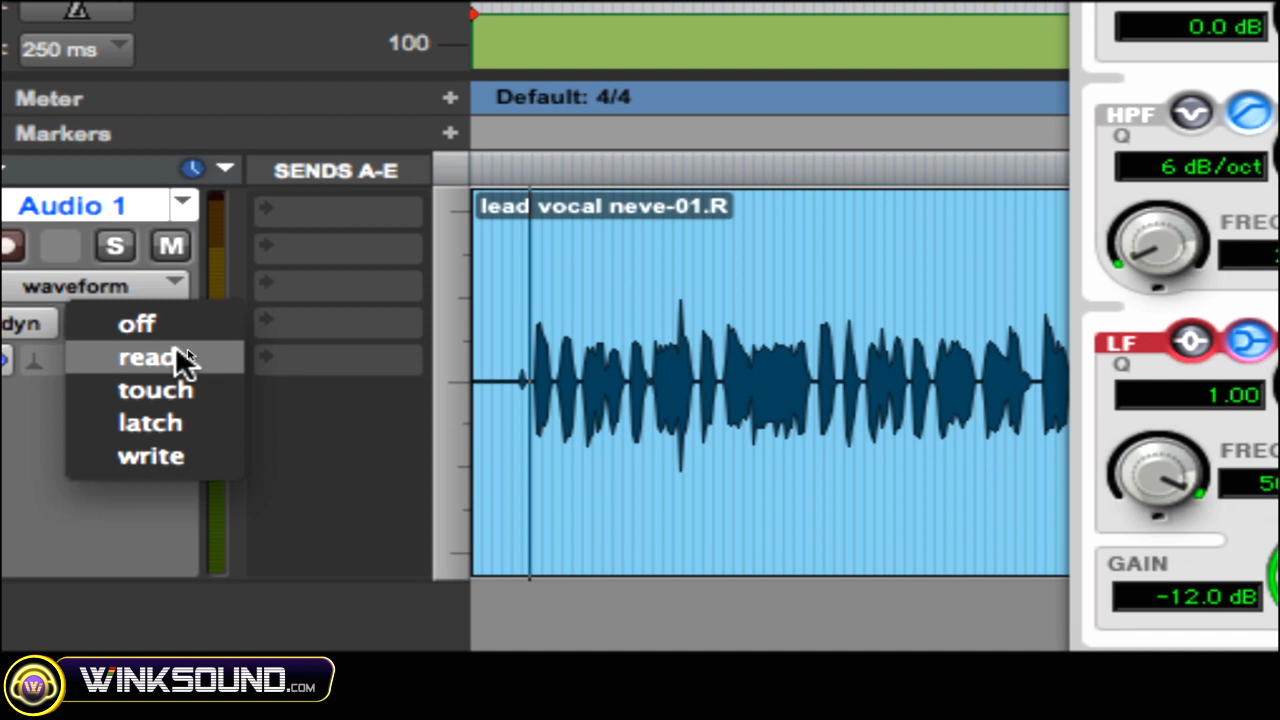 250 ms
100
Meter +
Default: 4/4
Markers +
SENDS A-E
Audio 1
S M
waveform
dyn
off
read
touch
latch
write
lead vocal neve-01.R
0.0 dB
HPF
Q
6 dB/oct
FREQ
LF
Q
1.00
FREQ
GAIN
-12.0 dB
WINKSOUND.COM